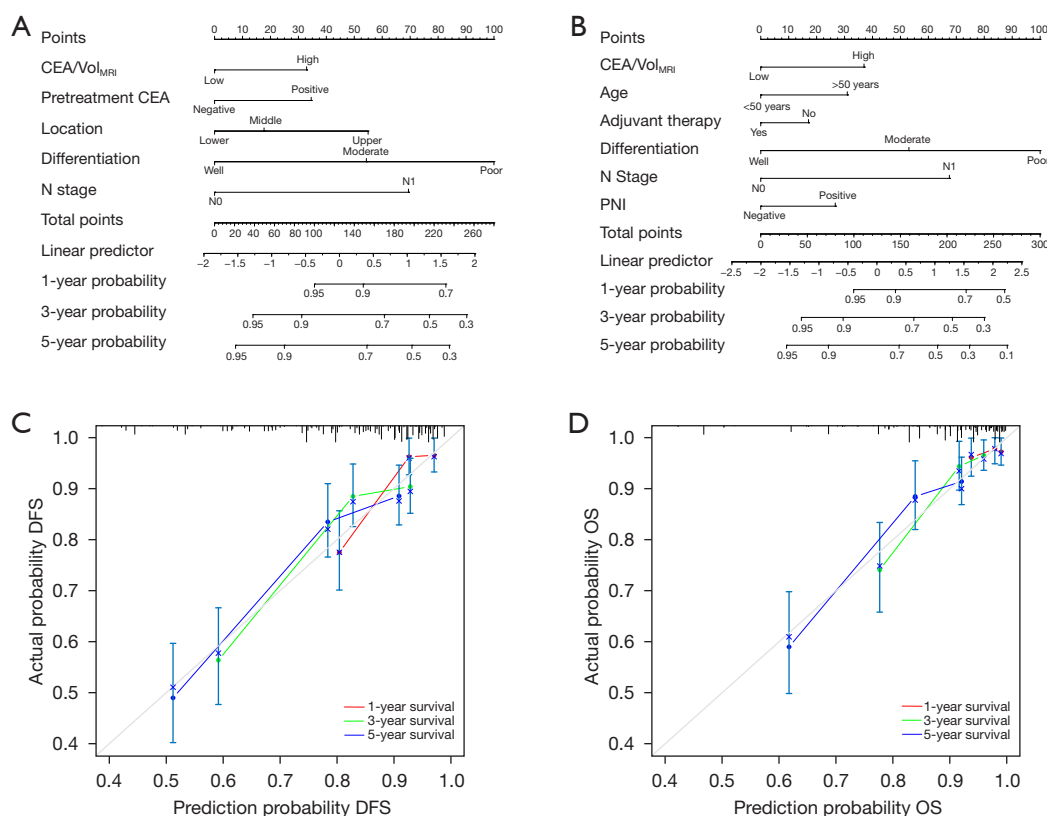 A
Points
0 10 20 30 40 50 60 70 80 90 100
CEA/VolMRI
High
Low
Pretreatment CEA
Positive
Negative
Location
Middle
Lower
Upper
Differentiation
Moderate
Well
Poor
N stage
N1
N0
Total points
0 20 40 60 80 100 140 180 220 260
Linear predictor
−2 −1.5 −1 −0.5 0 0.5 1 1.5 2
1-year probability
0.95 0.9 0.7
3-year probability
0.95 0.9 0.7 0.5 0.3
5-year probability
0.95 0.9 0.7 0.5 0.3
B
Points
0 10 20 30 40 50 60 70 80 90 100
CEA/VolMRI
High
Low
Age
>50 years
<50 years
Adjuvant therapy
No
Yes
Differentiation
Moderate
Well
Poor
N Stage
N1
N0
PNI
Positive
Negative
Total points
0 50 100 150 200 250 300
Linear predictor
−2.5 −2 −1.5 −1 −0.5 0 0.5 1 1.5 2 2.5
1-year probability
0.95 0.9 0.7 0.5
3-year probability
0.95 0.9 0.7 0.5 0.3
5-year probability
0.95 0.9 0.7 0.5 0.3 0.1
C
Actual probability DFS
1.0
0.9
0.8
0.7
0.6
0.5
0.4
1-year survival
3-year survival
5-year survival
0.4 0.5 0.6 0.7 0.8 0.9 1.0
Prediction probability DFS
D
Actual probability OS
1.0
0.9
0.8
0.7
0.6
0.5
0.4
1-year survival
3-year survival
5-year survival
0.4 0.5 0.6 0.7 0.8 0.9 1.0
Prediction probability OS